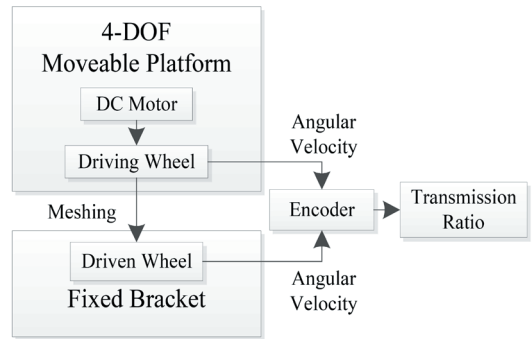 4-DOF
Moveable Platform
DC Motor
Driving Wheel
Meshing
Driven Wheel
Fixed Bracket
Angular
Velocity
Encoder
Angular
Velocity
Transmission
Ratio